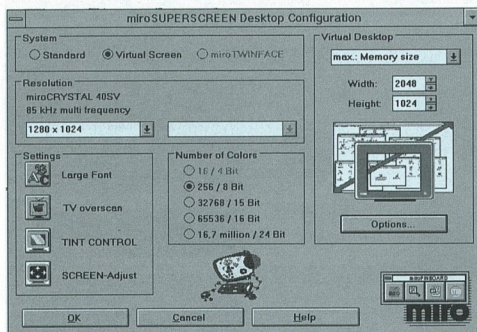 miroSUPERSCREEN Desktop Configuration
System
Standard
Virtual Screen
miroTWINFACE
Resolution
miroCRYSTAL 40SV
85 kHz multi frequency
1280 x 1024
Settings
Large Font
TV overscan
TINT CONTROL
SCREEN-Adjust
Number of Colors
16 / 4 Bit
256 / 8 Bit
32768 / 15 Bit
65536 / 16 Bit
16,7 million / 24 Bit
Virtual Desktop
max.: Memory size
Width: 2048
Height: 1024
Options...
miroPINBOARD
miro
OK
Cancel
Help